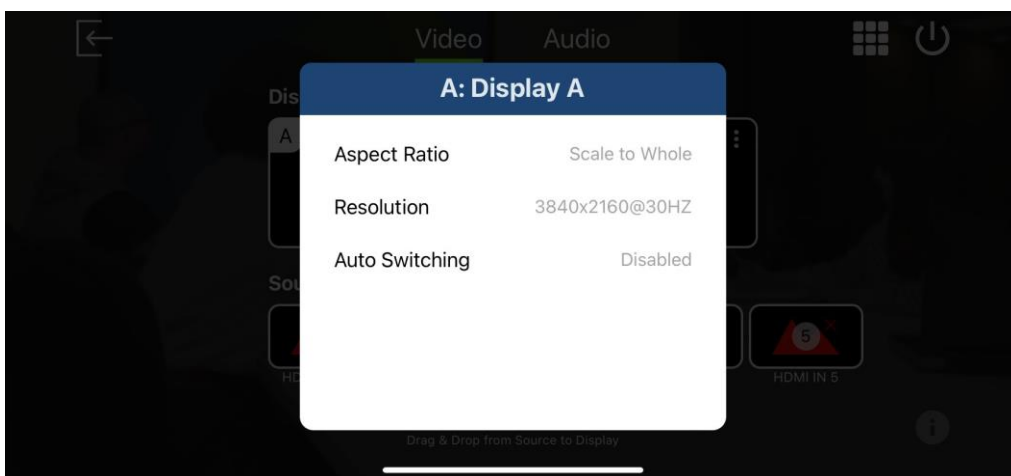 Video Audio
A: Display A
Dis
A
Aspect Ratio Scale to Whole
Resolution 3840x2160@30HZ
Auto Switching Disabled
Sou
5
HD HDMI IN 5
Drag & Drop from Source to Display
i